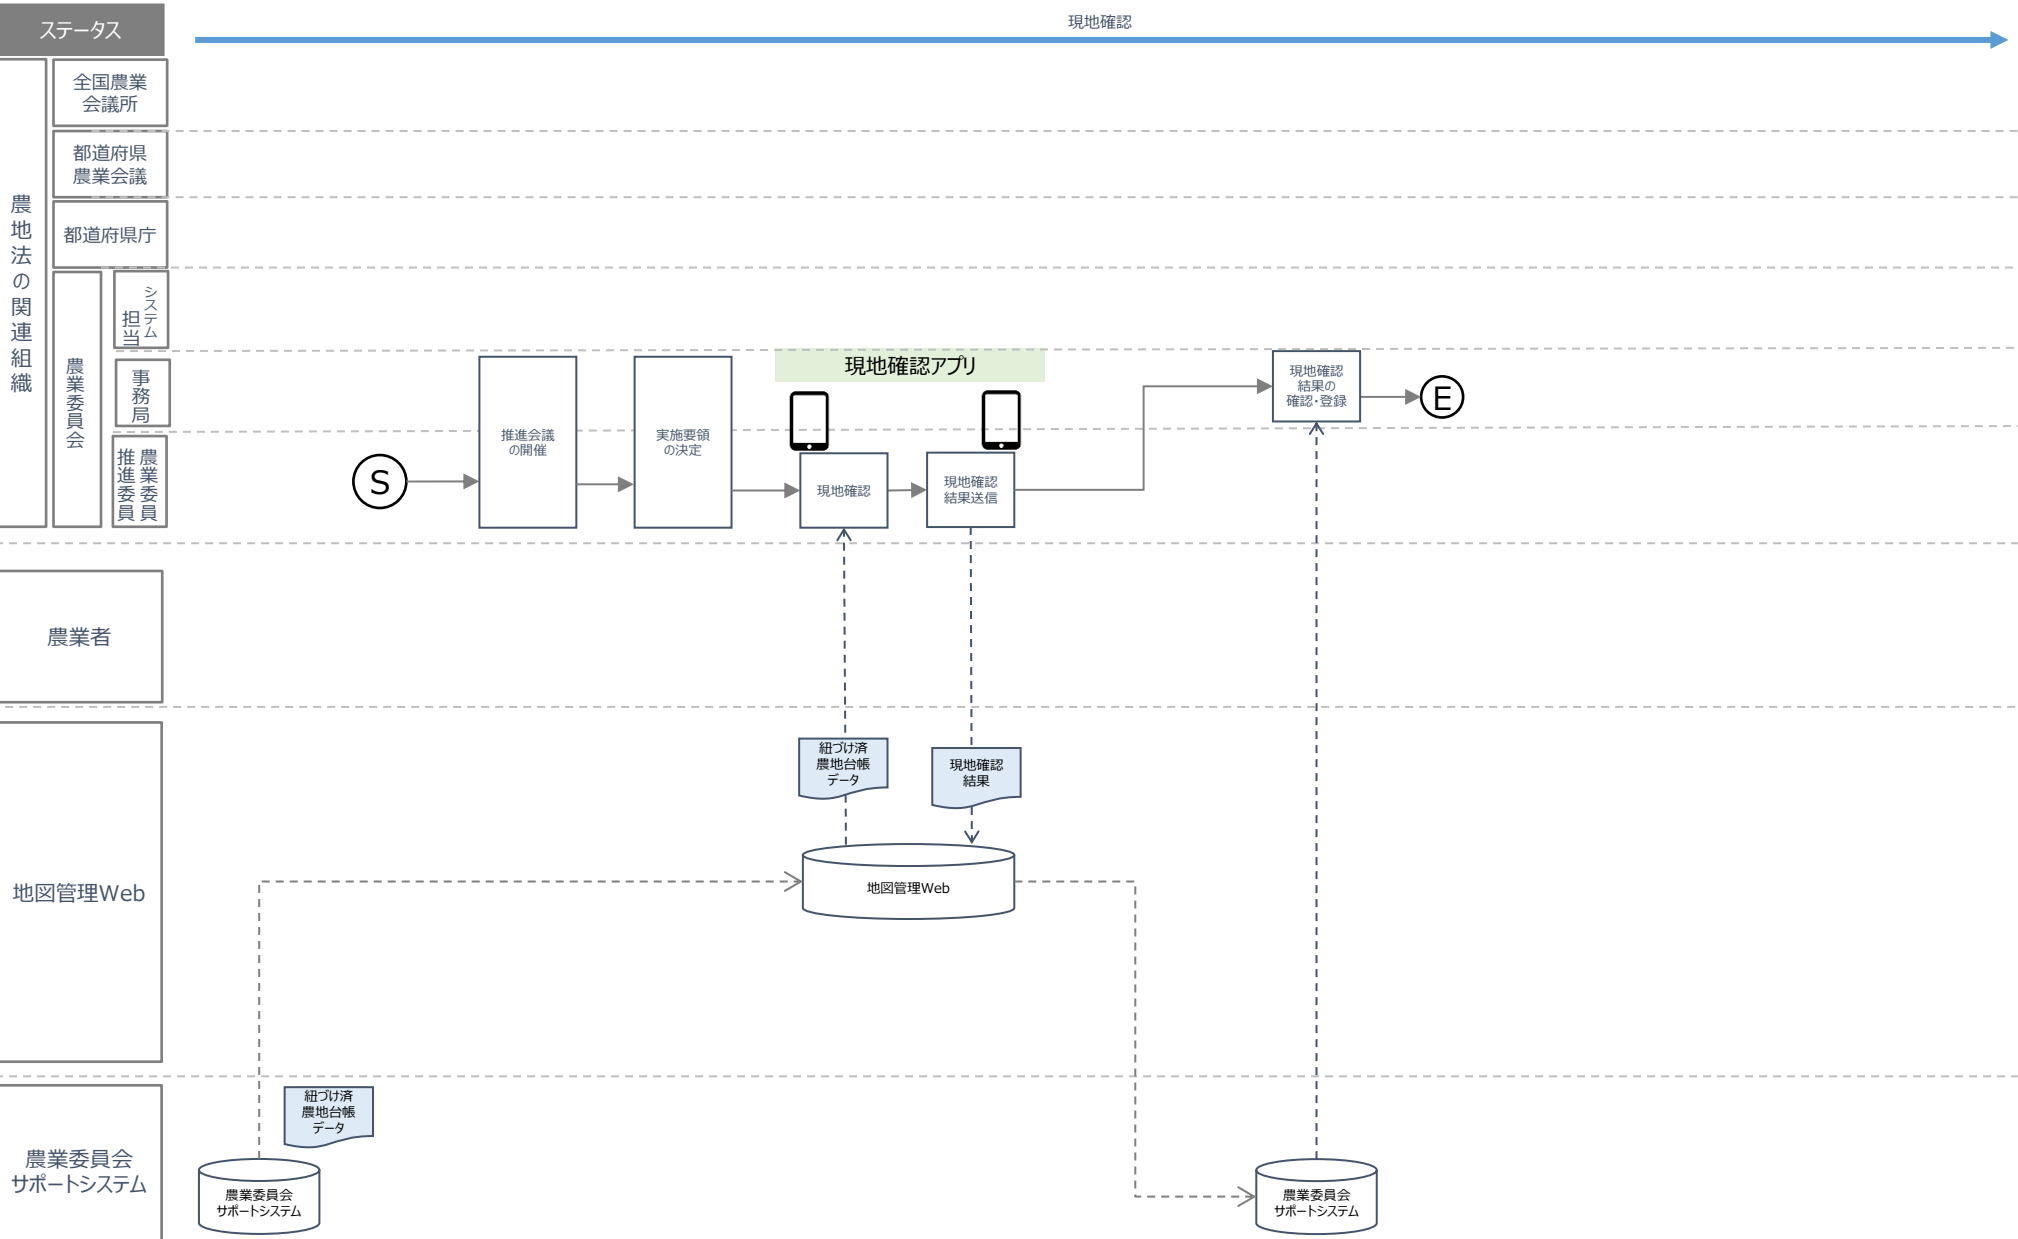 ステータス
現地確認
農地法の関連組織
全国農業
会議所
都道府県
農業会議
都道府県庁
農業委員会
システム
担当
事務局
農業委員
推進委員
S
推進会議
の開催
実施要領
の決定
現地確認アプリ
現地確認
現地確認
結果送信
現地確認
結果の
確認・登録
E
農業者
地図管理Web
紐づけ済
農地台帳
データ
現地確認
結果
地図管理Web
農業委員会
サポートシステム
紐づけ済
農地台帳
データ
農業委員会
サポートシステム
農業委員会
サポートシステム